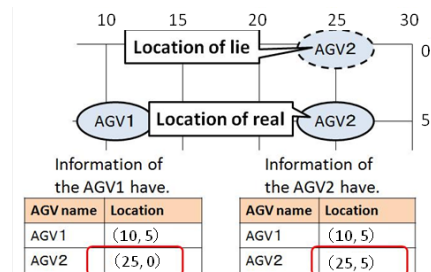 10 15 20 25 30
Location of lie
AGV2
0
AGV1
Location of real
AGV2
5
Information of
the AGV1 have.
Information of
the AGV2 have.
AGV name Location
AGV1 (10, 5)
AGV2 (25, 0)
AGV name Location
AGV1 (10, 5)
AGV2 (25, 5)